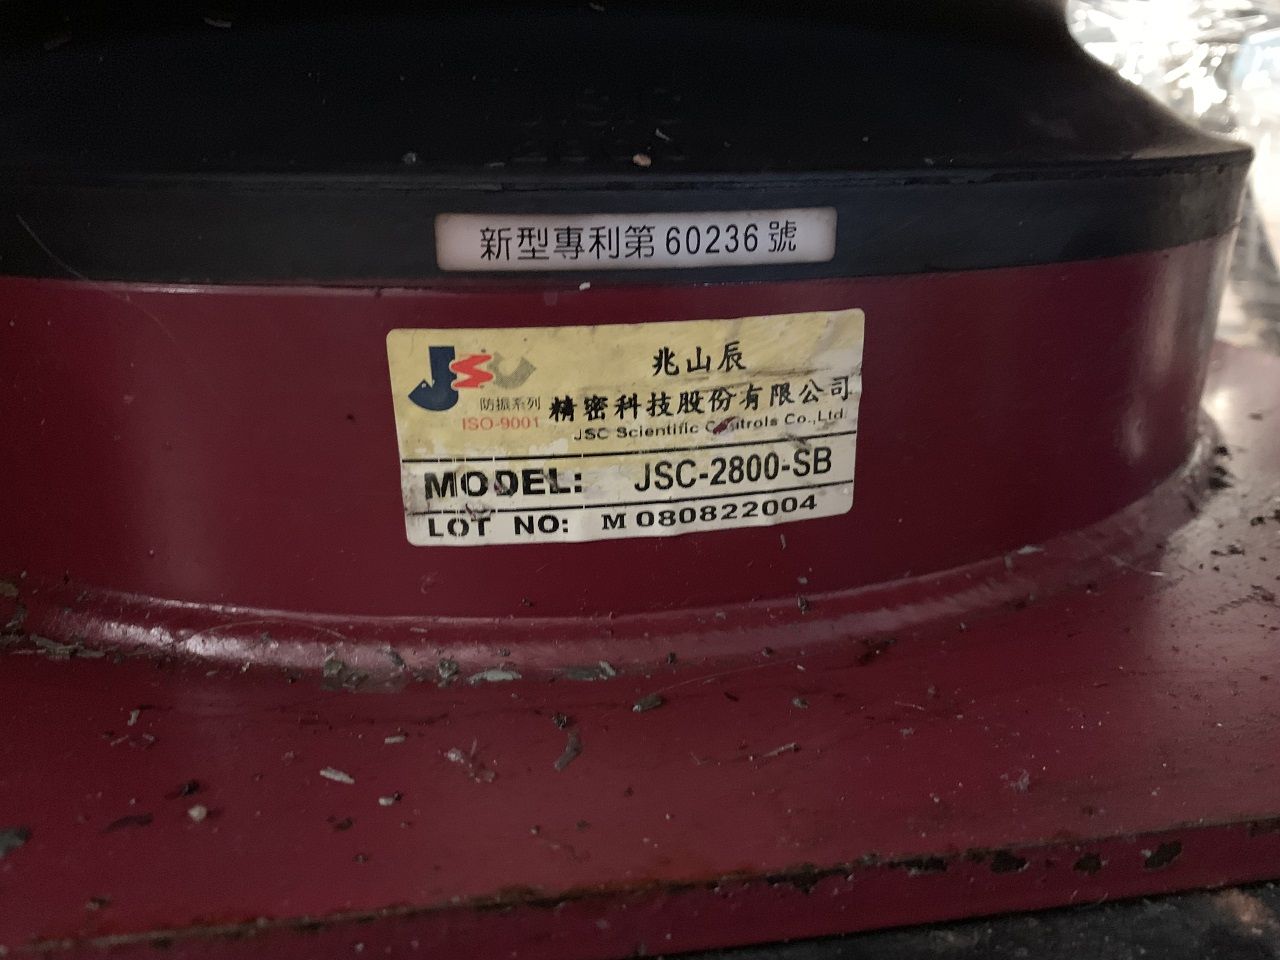 新型專利第60236號
JSC
兆山辰
防振系列
精密科技股份有限公司
ISO-9001
JSC Scientific Controls Co.,Ltd.
MODEL: JSC-2800-SB
LOT NO: M080822004